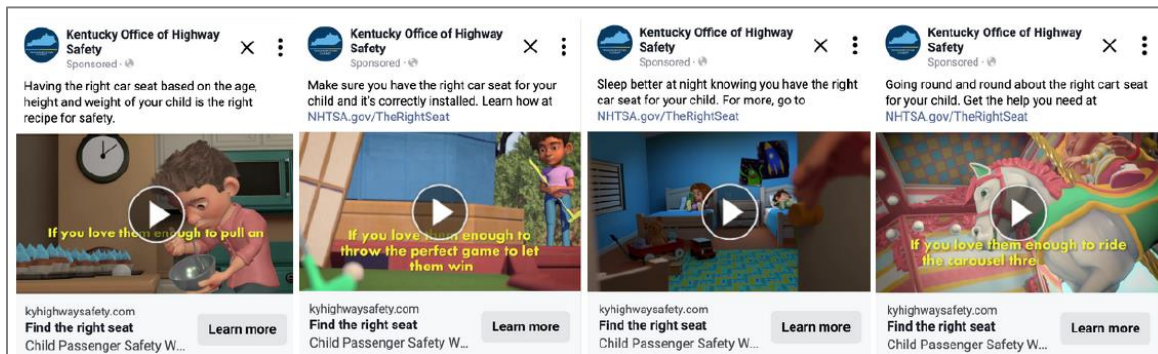 Kentucky Office of Highway
Safety
Sponsored ·
Having the right car seat based on the age,
height and weight of your child is the right
recipe for safety.
If you love them enough to pull an
kyhighwaysafety.com
Find the right seat
Child Passenger Safety W...
Learn more
Kentucky Office of Highway
Safety
Sponsored ·
Make sure you have the right car seat for your
child and it's correctly installed. Learn how at
NHTSA.gov/TheRightSeat
If you love them enough to
throw the perfect game to let
them win
kyhighwaysafety.com
Find the right seat
Child Passenger Safety W...
Learn more
Kentucky Office of Highway
Safety
Sponsored ·
Sleep better at night knowing you have the right
car seat for your child. For more, go to
NHTSA.gov/TheRightSeat
kyhighwaysafety.com
Find the right seat
Child Passenger Safety W...
Learn more
Kentucky Office of Highway
Safety
Sponsored ·
Going round and round about the right cart seat
for your child. Get the help you need at
NHTSA.gov/TheRightSeat
If you love them enough to ride
the carousel thre
kyhighwaysafety.com
Find the right seat
Child Passenger Safety W...
Learn more